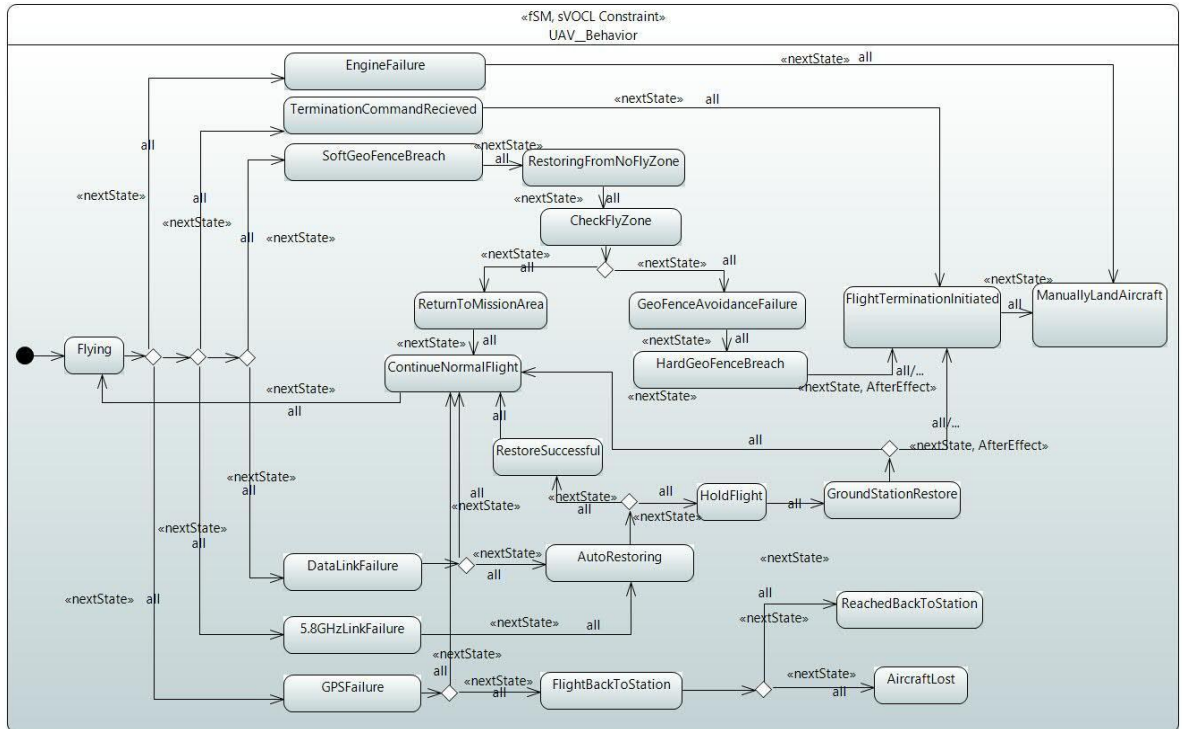 «fSM, sVOCL Constraint»
UAV__Behavior
EngineFailure
«nextState» all
TerminationCommandRecieved
«nextState» all
all
SoftGeoFenceBreach
«nextState»
all
RestoringFromNoFlyZone
«nextState»
all
«nextState» all
«nextState»
all
«nextState»
CheckFlyZone
«nextState»
all
«nextState» all
«nextState»
ReturnToMissionArea
GeoFenceAvoidanceFailure
FlightTerminationInitiated
all
ManuallyLandAircraft
«nextState» all
«nextState» all
Flying
ContinueNormalFlight
HardGeoFenceBreach
all/...
«nextState, AfterEffect»
«nextState»
«nextState»
all
all
all/...
all
«nextState, AfterEffect»
RestoreSuccessful
«nextState»
all
all
«nextState»
«nextState»
all
all
HoldFlight
all
GroundStationRestore
«nextState»
«nextState»
all
DataLinkFailure
«nextState»
all
AutoRestoring
«nextState»
«nextState» all
all
«nextState»
ReachedBackToStation
5.8GHzLinkFailure
«nextState» all
«nextState»
all
GPSFailure
«nextState»
all
FlightBackToStation
«nextState»
all
AircraftLost